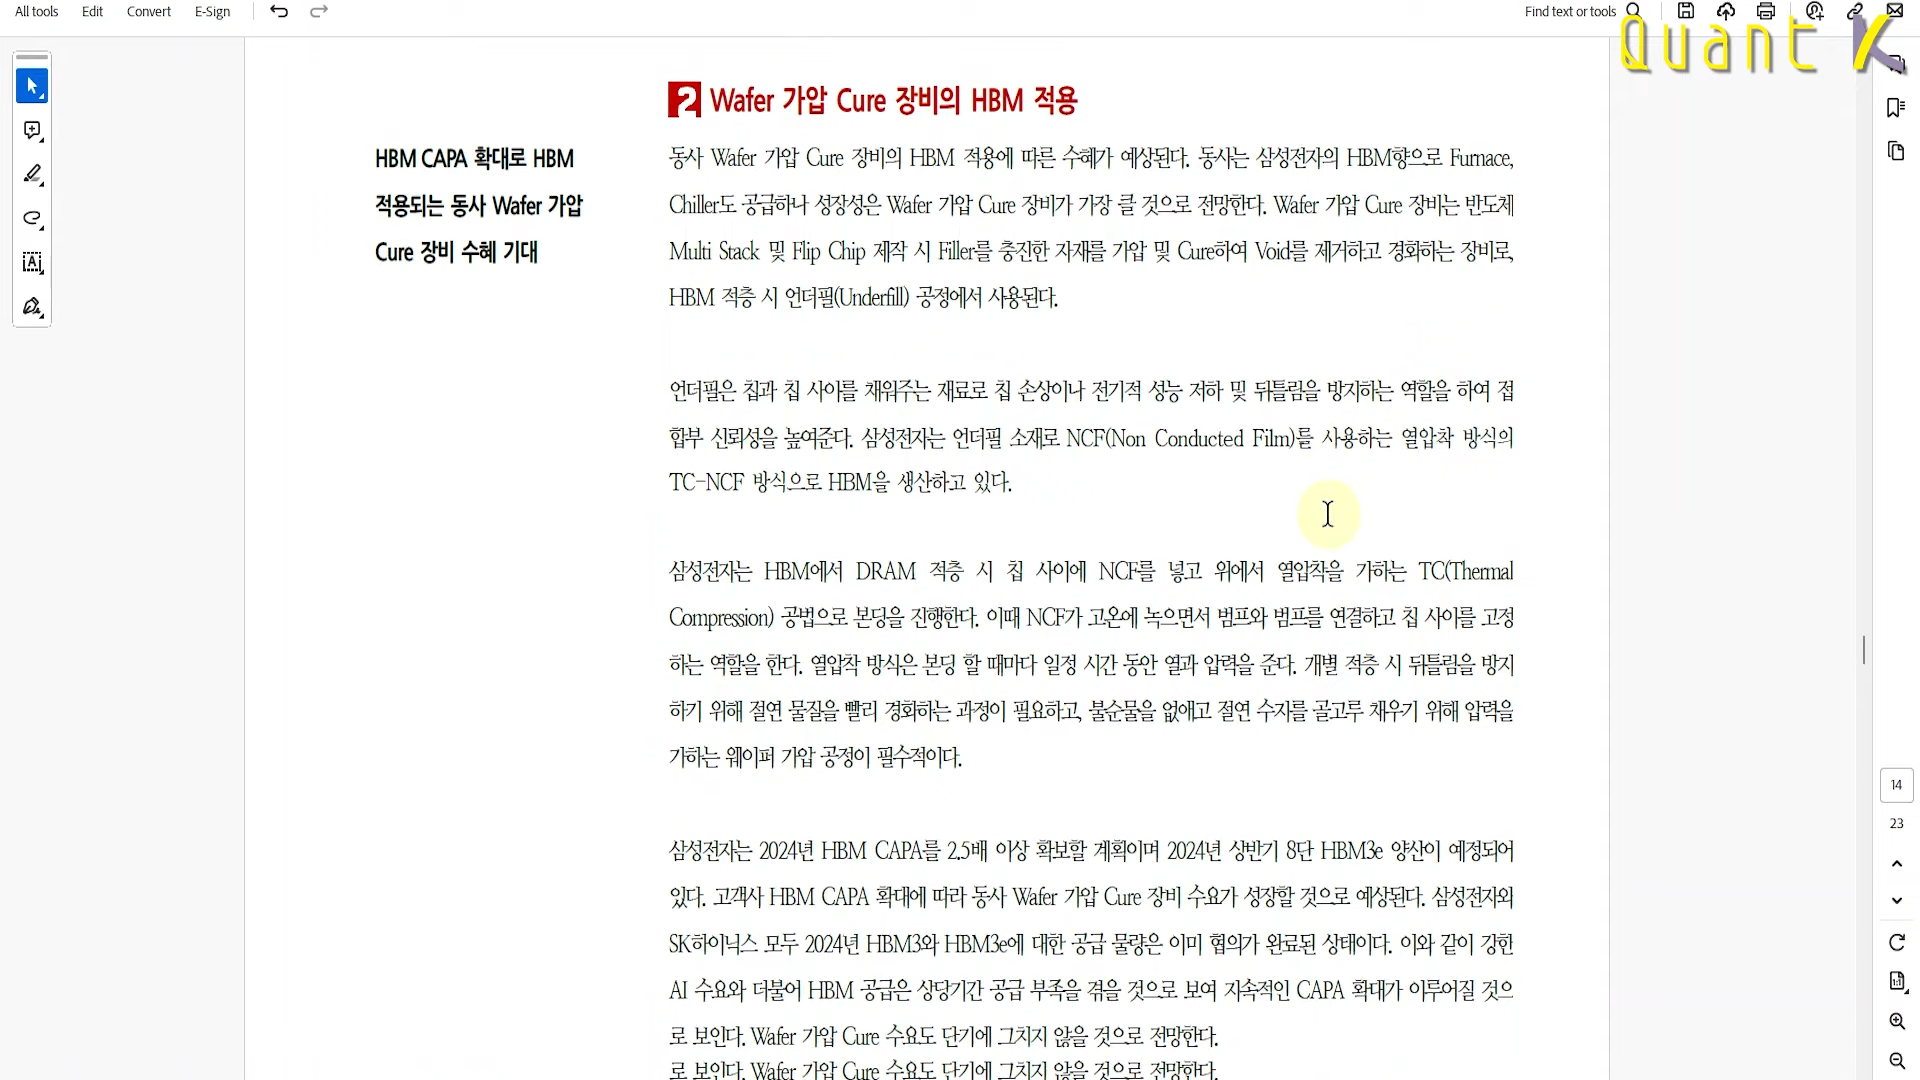 All tools Edit Convert E-Sign Find text or tools
Quant K
2 Wafer 가압 Cure 장비의 HBM 적용
HBM CAPA 확대로 HBM
적용되는 동사 Wafer 가압
Cure 장비 수혜 기대
동사 Wafer 가압 Cure 장비의 HBM 적용에 따른 수혜가 예상된다. 동사는 삼성전자의 HBM향으로 Furnace,
Chiller도 공급하나 성장성은 Wafer 가압 Cure 장비가 가장 클 것으로 전망한다. Wafer 가압 Cure 장비는 반도체
Multi Stack 및 Flip Chip 제작 시 Filler를 충진한 자재를 가압 및 Cure하여 Void를 제거하고 경화하는 장비로,
HBM 적층 시 언더필(Underfill) 공정에서 사용된다.
언더필은 칩과 칩 사이를 채워주는 재료로 칩 손상이나 전기적 성능 저하 및 뒤틀림을 방지하는 역할을 하여 접
합부 신뢰성을 높여준다. 삼성전자는 언더필 소재로 NCF(Non Conducted Film)를 사용하는 열압착 방식의
TC-NCF 방식으로 HBM을 생산하고 있다.
삼성전자는 HBM에서 DRAM 적층 시 칩 사이에 NCF를 넣고 위에서 열압착을 가하는 TC(Thermal
Compression) 공법으로 본딩을 진행한다. 이때 NCF가 고온에 녹으면서 범프와 범프를 연결하고 칩 사이를 고정
하는 역할을 한다. 열압착 방식은 본딩 할 때마다 일정 시간 동안 열과 압력을 준다. 개별 적층 시 뒤틀림을 방지
하기 위해 절연 물질을 빨리 경화하는 과정이 필요하고, 불순물을 없애고 절연 수지를 골고루 채우기 위해 압력을
가하는 웨이퍼 가압 공정이 필수적이다.
삼성전자는 2024년 HBM CAPA를 2.5배 이상 확보할 계획이며 2024년 상반기 8단 HBM3e 양산이 예정되어
있다. 고객사 HBM CAPA 확대에 따라 동사 Wafer 가압 Cure 장비 수요가 성장할 것으로 예상된다. 삼성전자와
SK하이닉스 모두 2024년 HBM3와 HBM3e에 대한 공급 물량은 이미 협의가 완료된 상태이다. 이와 같이 강한
AI 수요와 더불어 HBM 공급은 상당기간 공급 부족을 겪을 것으로 보여 지속적인 CAPA 확대가 이루어질 것으
로 보인다. Wafer 가압 Cure 수요도 단기에 그치지 않을 것으로 전망한다.
로 보인다. Wafer 가압 Cure 수요도 단기에 그치지 않을 것으로 전망한다.
14
23